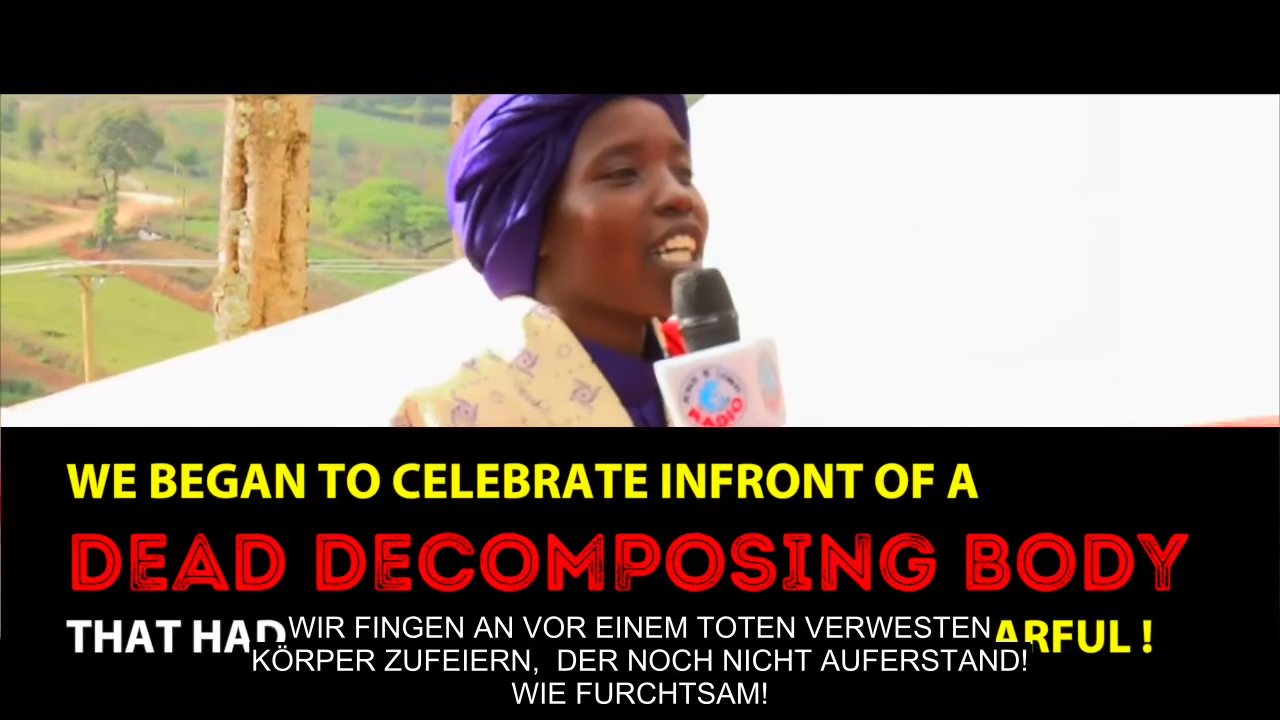 RADIO
WE BEGAN TO CELEBRATE INFRONT OF A
DEAD DECOMPOSING BODY
THAT HAD
WIR FINGEN AN VOR EINEM TOTEN VERWESTEN
KÖRPER ZUFEIERN, DER NOCH NICHT AUFERSTAND!
WIE FURCHTSAM!